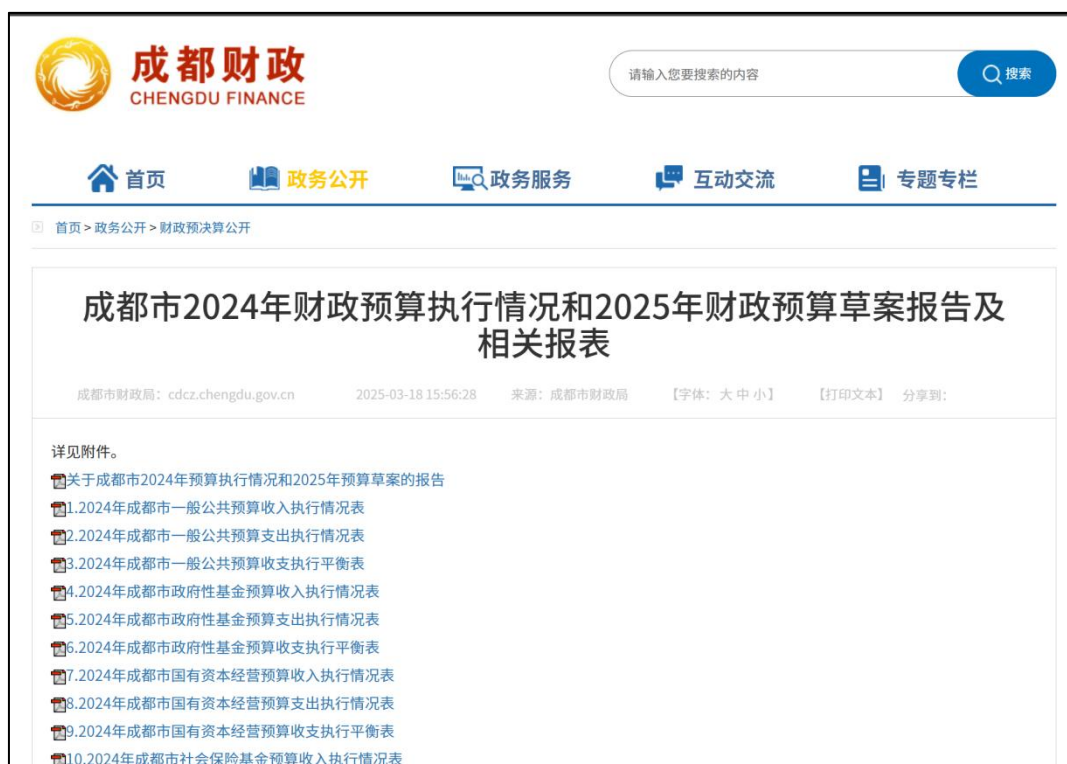 成都财政
CHENGDU FINANCE
请输入您要搜索的内容
搜索
首页
政务公开
政务服务
互动交流
专题专栏
首页 > 政务公开 > 财政预决算公开
成都市2024年财政预算执行情况和2025年财政预算草案报告及
相关报表
成都市财政局：cdcz.chengdu.gov.cn 2025-03-18 15:56:28 来源：成都市财政局 【字体：大 中 小】 【打印文本】 分享到：
详见附件。
关于成都市2024年预算执行情况和2025年预算草案的报告
1.2024年成都市一般公共预算收入执行情况表
2.2024年成都市一般公共预算支出执行情况表
3.2024年成都市一般公共预算收支执行平衡表
4.2024年成都市政府性基金预算收入执行情况表
5.2024年成都市政府性基金预算支出执行情况表
6.2024年成都市政府性基金预算收支执行平衡表
7.2024年成都市国有资本经营预算收入执行情况表
8.2024年成都市国有资本经营预算支出执行情况表
9.2024年成都市国有资本经营预算收支执行平衡表
10.2024年成都市社会保险基金预算收入执行情况表